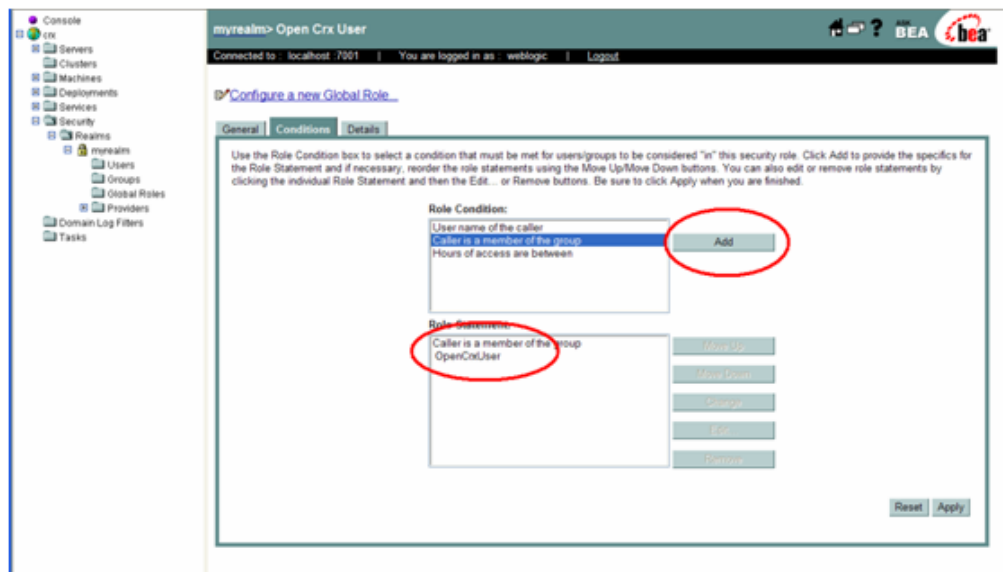 Console
crx
Servers
Clusters
Machines
Deployments
Services
Security
Realms
myrealm
Users
Groups
Global Roles
Providers
Domain Log Filters
Tasks
myrealm> Open Crx User
? ASK BEA bea
Connected to : localhost :7001 | You are logged in as : weblogic | Logout
Configure a new Global Role...
General Conditions Details
Use the Role Condition box to select a condition that must be met for users/groups to be considered "in" this security role. Click Add to provide the specifics for
the Role Statement and if necessary, reorder the role statements using the Move Up/Move Down buttons. You can also edit or remove role statements by
clicking the individual Role Statement and then the Edit... or Remove buttons. Be sure to click Apply when you are finished.
Role Condition:
User name of the caller
Caller is a member of the group
Hours of access are between
Add
Role Statement:
Caller is a member of the group
OpenCrxUser
Move Up
Move Down
Change
Edit...
Remove
Reset Apply